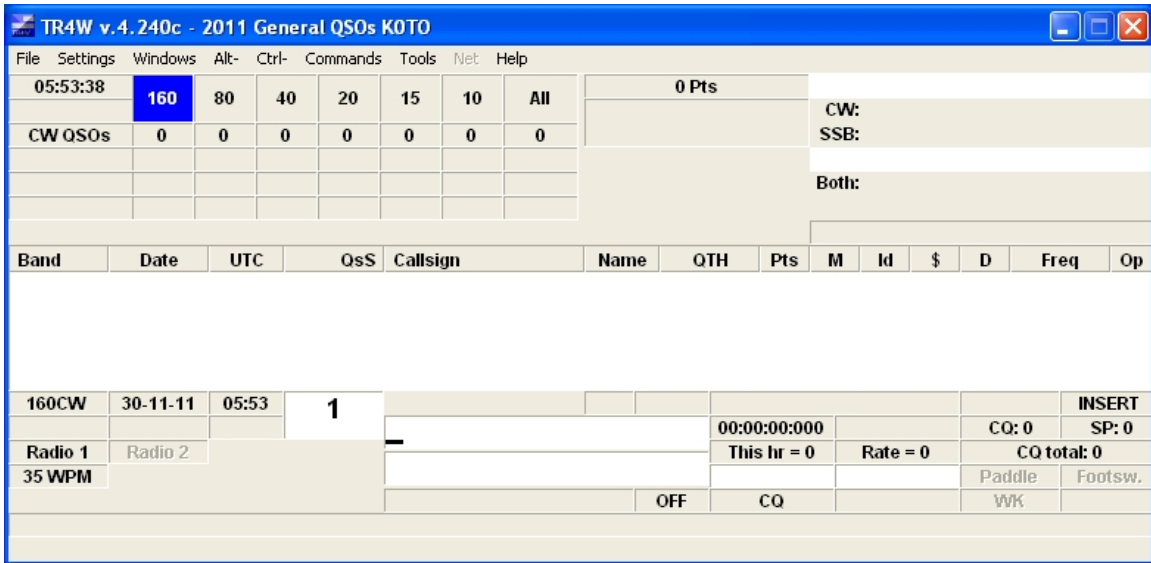 TR4W v.4.240c - 2011 General QSOs K0TO
File Settings Windows Alt- Ctrl- Commands Tools Net Help
05:53:38 160 80 40 20 15 10 All 0 Pts
CW:
CW QSOs 0 0 0 0 0 0 0 SSB:
Both:
Band Date UTC QsS Callsign Name QTH Pts M Id $ D Freq Op
160CW 30-11-11 05:53 1 INSERT
00:00:00:000 CQ: 0 SP: 0
Radio 1 Radio 2 This hr = 0 Rate = 0 CQ total: 0
35 WPM Paddle Footsw.
OFF CQ WK